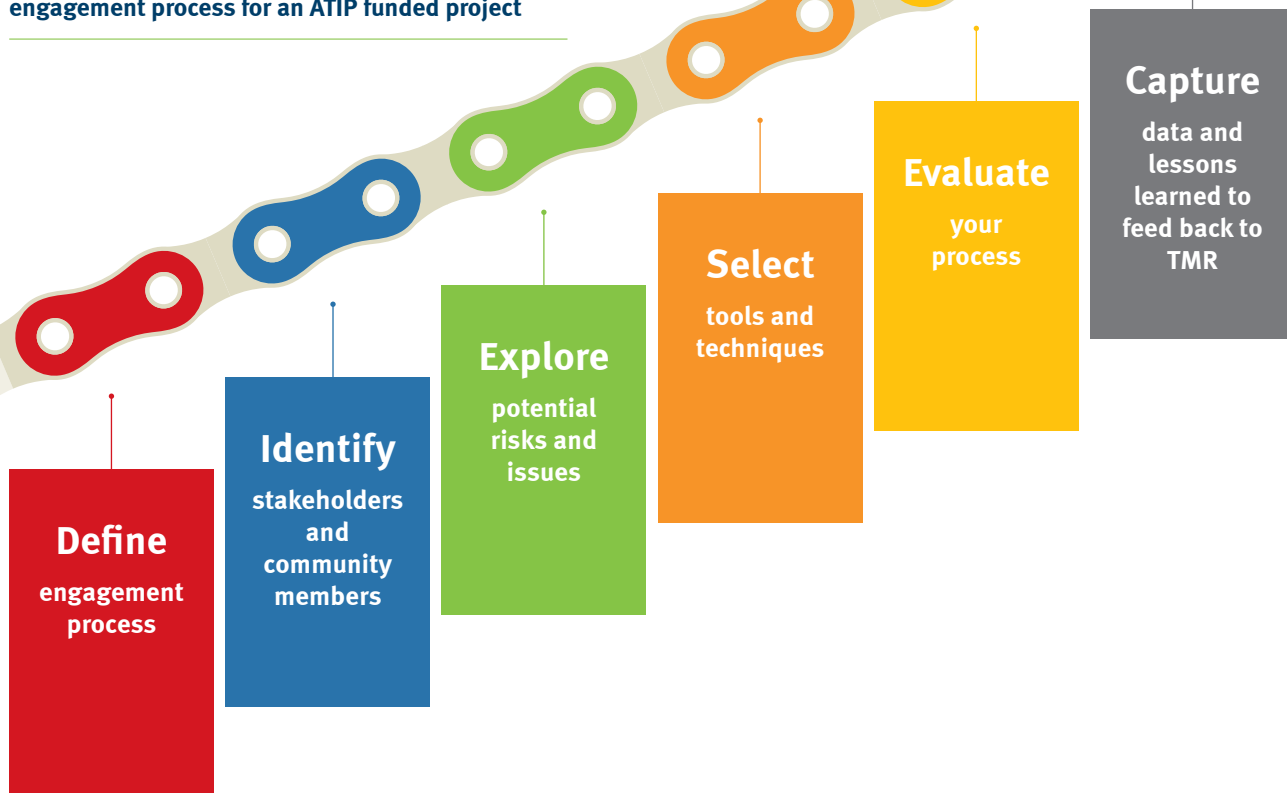 engagement process for an ATIP funded project
Define
engagement
process
Identify
stakeholders
and
community
members
Explore
potential
risks and
issues
Select
tools and
techniques
Evaluate
your
process
Capture
data and
lessons
learned to
feed back to
TMR